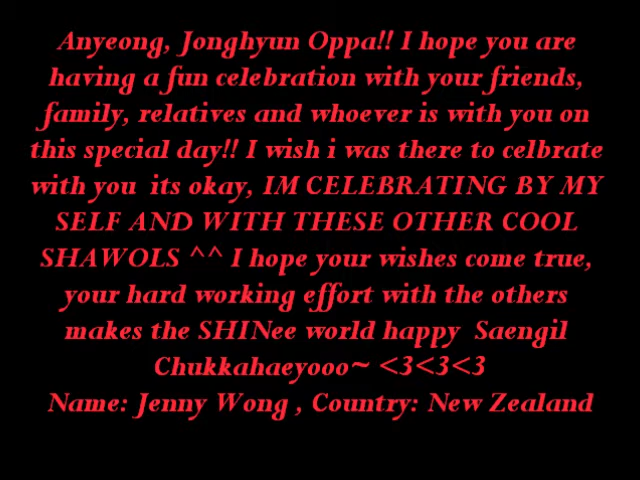 Anyeong, Jonghyun Oppa!! I hope you are
having a fun celebration with your friends,
family, relatives and whoever is with you on
this special day!! I wish i was there to celbrate
with you  its okay, IM CELEBRATING BY MY
SELF AND WITH THESE OTHER COOL
SHAWOLS ^^ I hope your wishes come true,
your hard working effort with the others
makes the SHINee world happy  Saengil
Chukkahaeyooo~ <3<3<3
Name: Jenny Wong , Country: New Zealand